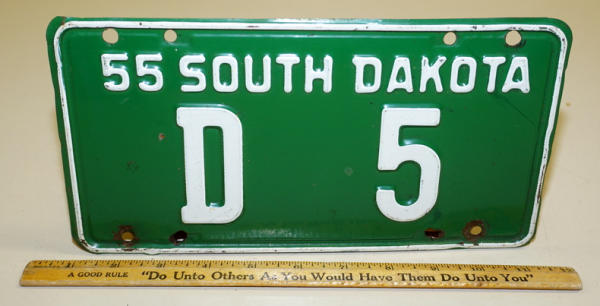 55 SOUTH DAKOTA
D 5
A GOOD RULE "Do Unto Others As You Would Have Them Do Unto You"